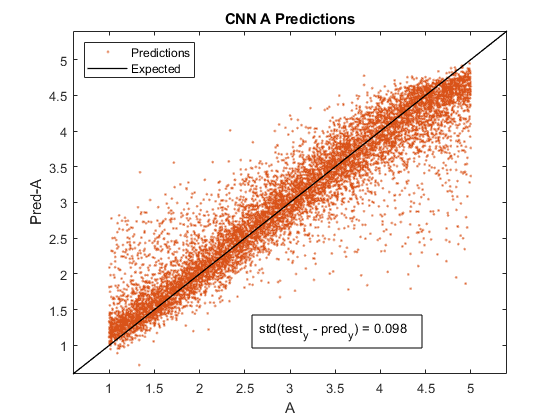 CNN A Predictions
Predictions
Expected
5
4.5
4
3.5
3
2.5
2
1.5
1
Pred-A
std(test_y - pred_y) = 0.098
1 1.5 2 2.5 3 3.5 4 4.5 5
A